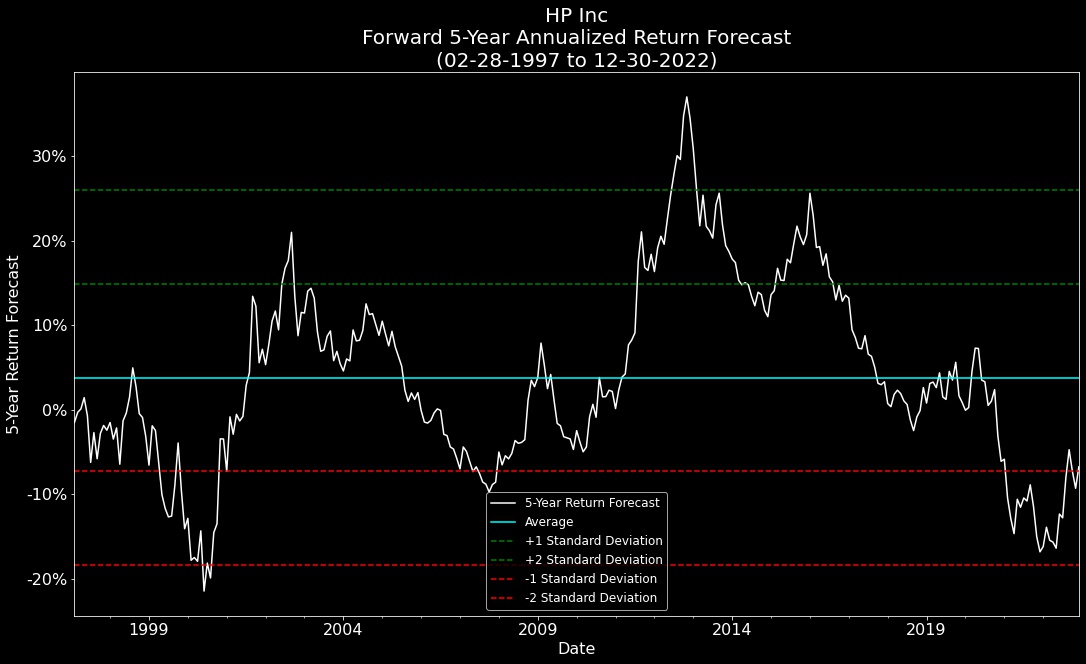 HP Inc
Forward 5-Year Annualized Return Forecast
(02-28-1997 to 12-30-2022)
5-Year Return Forecast
30%
20%
10%
0%
-10%
-20%
5-Year Return Forecast
Average
+1 Standard Deviation
+2 Standard Deviation
-1 Standard Deviation
-2 Standard Deviation
1999
2004
2009
2014
2019
Date